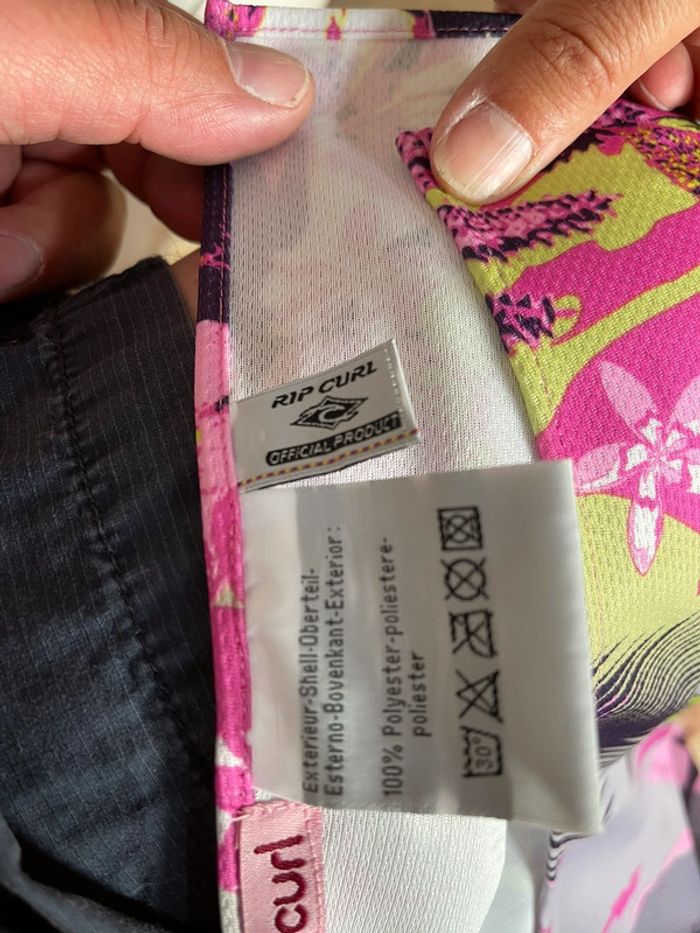 RIP CURL
OFFICIAL PRODUCT
Exterieur-Shell-Oberteil-
Esterno-Bovenkant-Exterior:
100% Polyester-poliestere-
poliester
30°
curl